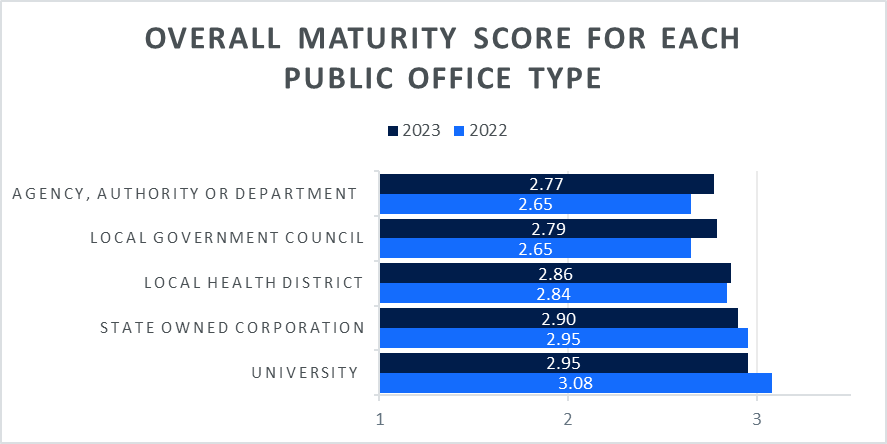 OVERALL MATURITY SCORE FOR EACH
PUBLIC OFFICE TYPE
2023 2022
AGENCY, AUTHORITY OR DEPARTMENT
2.77
2.65
LOCAL GOVERNMENT COUNCIL
2.79
2.65
LOCAL HEALTH DISTRICT
2.86
2.84
STATE OWNED CORPORATION
2.90
2.95
UNIVERSITY
2.95
3.08
1 2 3